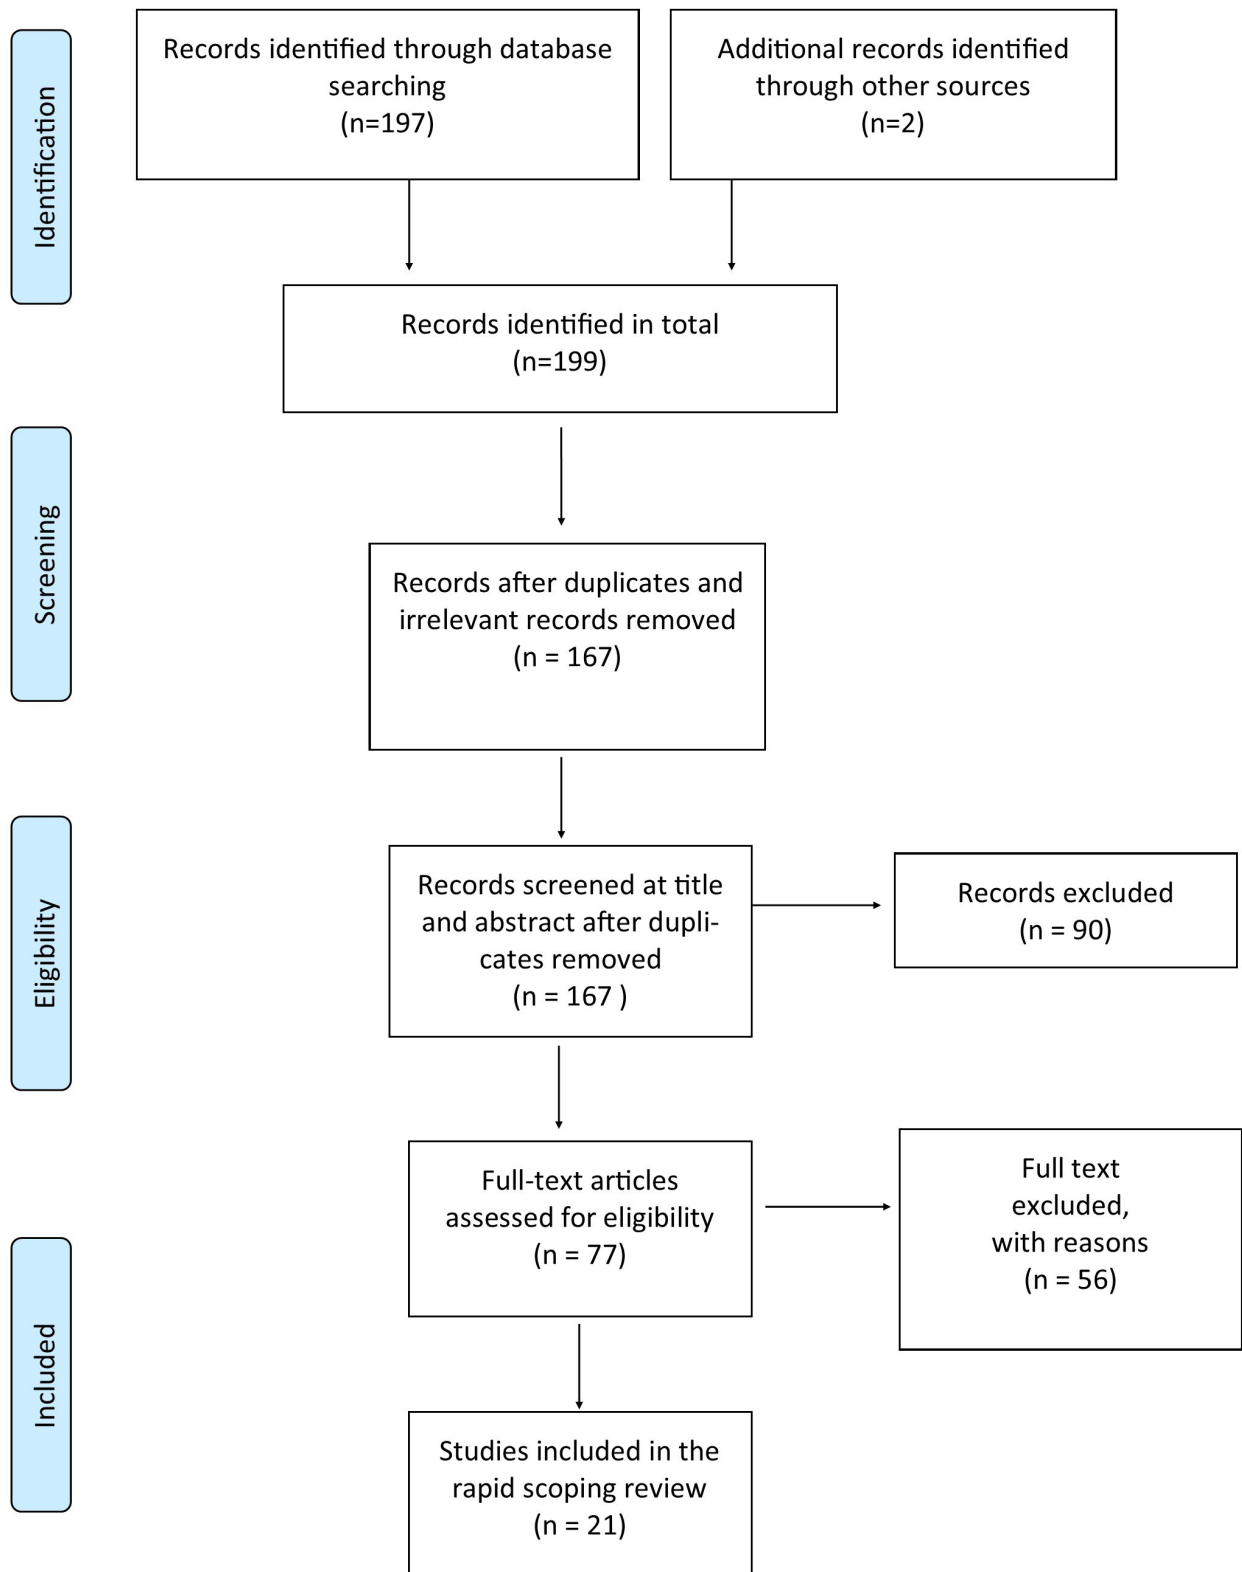 Identification
Records identified through database
searching
(n=197)
Additional records identified
through other sources
(n=2)
Records identified in total
(n=199)
Screening
Records after duplicates and
irrelevant records removed
(n = 167)
Eligibility
Records screened at title
and abstract after dupli-
cates removed
(n = 167 )
Records excluded
(n = 90)
Full-text articles
assessed for eligibility
(n = 77)
Full text
excluded,
with reasons
(n = 56)
Included
Studies included in the
rapid scoping review
(n = 21)